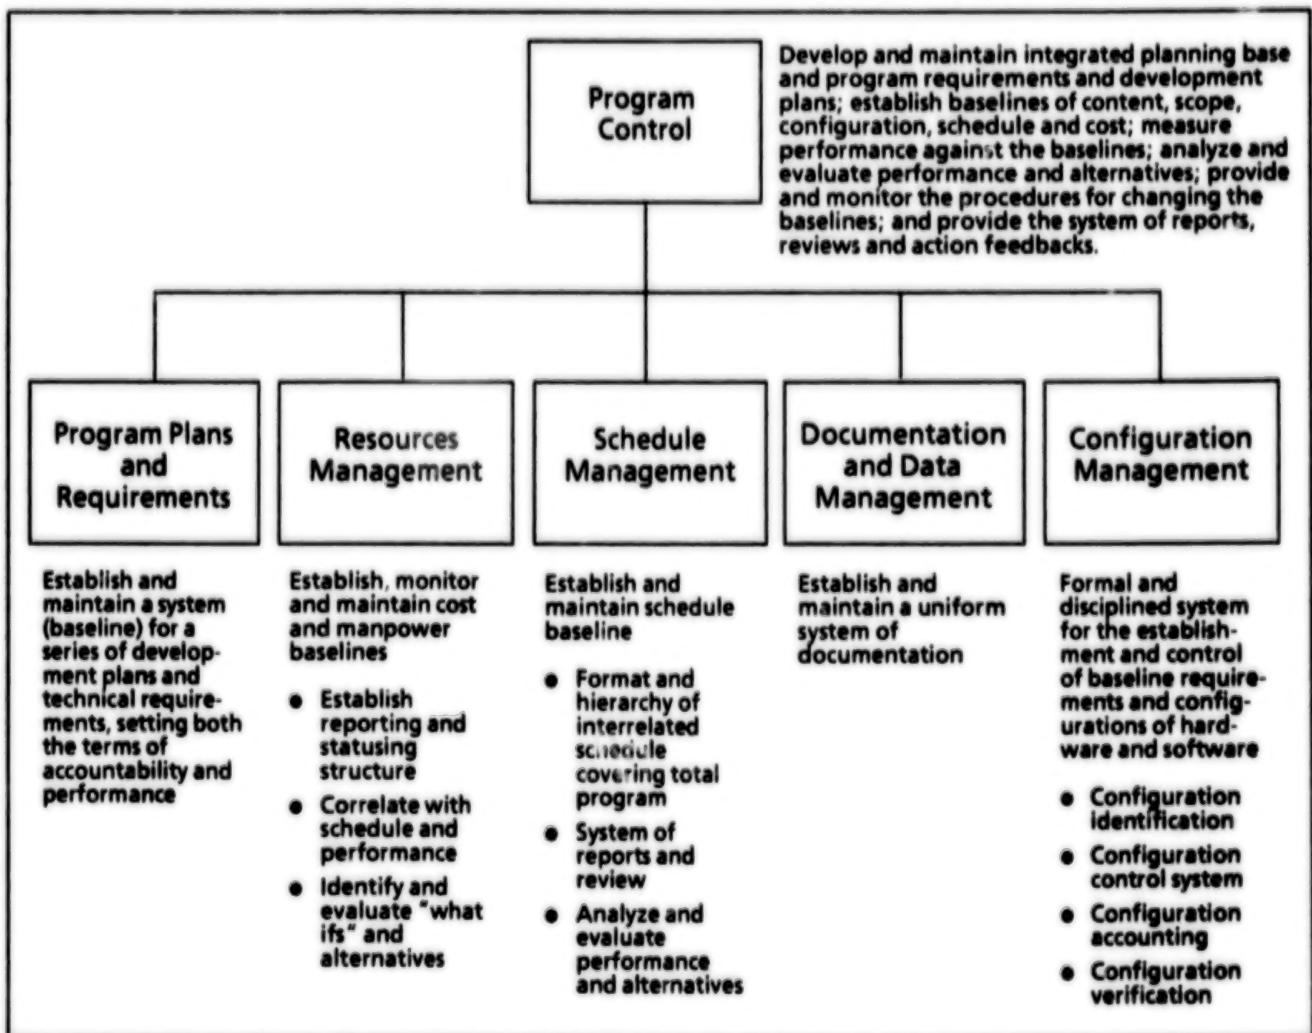 Program
Control
Develop and maintain integrated planning base
and program requirements and development
plans; establish baselines of content, scope,
configuration, schedule and cost; measure
performance against the baselines; analyze and
evaluate performance and alternatives; provide
and monitor the procedures for changing the
baselines; and provide the system of reports,
reviews and action feedbacks.
Program Plans
and
Requirements
Establish and
maintain a system
(baseline) for a
series of develop-
ment plans and
technical require-
ments, setting both
the terms of
accountability and
performance
Resources
Management
Establish, monitor
and maintain cost
and manpower
baselines
● Establish
reporting and
statusing
structure
● Correlate with
schedule and
performance
● Identify and
evaluate "what
ifs" and
alternatives
Schedule
Management
Establish and
maintain schedule
baseline
● Format and
hierarchy of
interrelated
schedule
covering total
program
● System of
reports and
review
● Analyze and
evaluate
performance
and alternatives
Documentation
and Data
Management
Establish and
maintain a uniform
system of
documentation
Configuration
Management
Formal and
disciplined system
for the establish-
ment and control
of baseline require-
ments and config-
urations of hard-
ware and software
● Configuration
identification
● Configuration
control system
● Configuration
accounting
● Configuration
verification